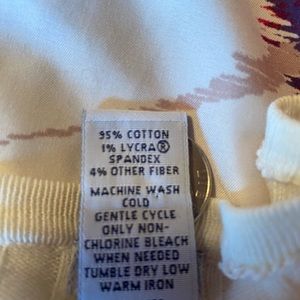 95% COTTON
1% LYCRA®
SPANDEX
4% OTHER FIBER
MACHINE WASH
COLD
GENTLE CYCLE
ONLY NON-
CHLORINE BLEACH
WHEN NEEDED
TUMBLE DRY LOW
WARM IRON